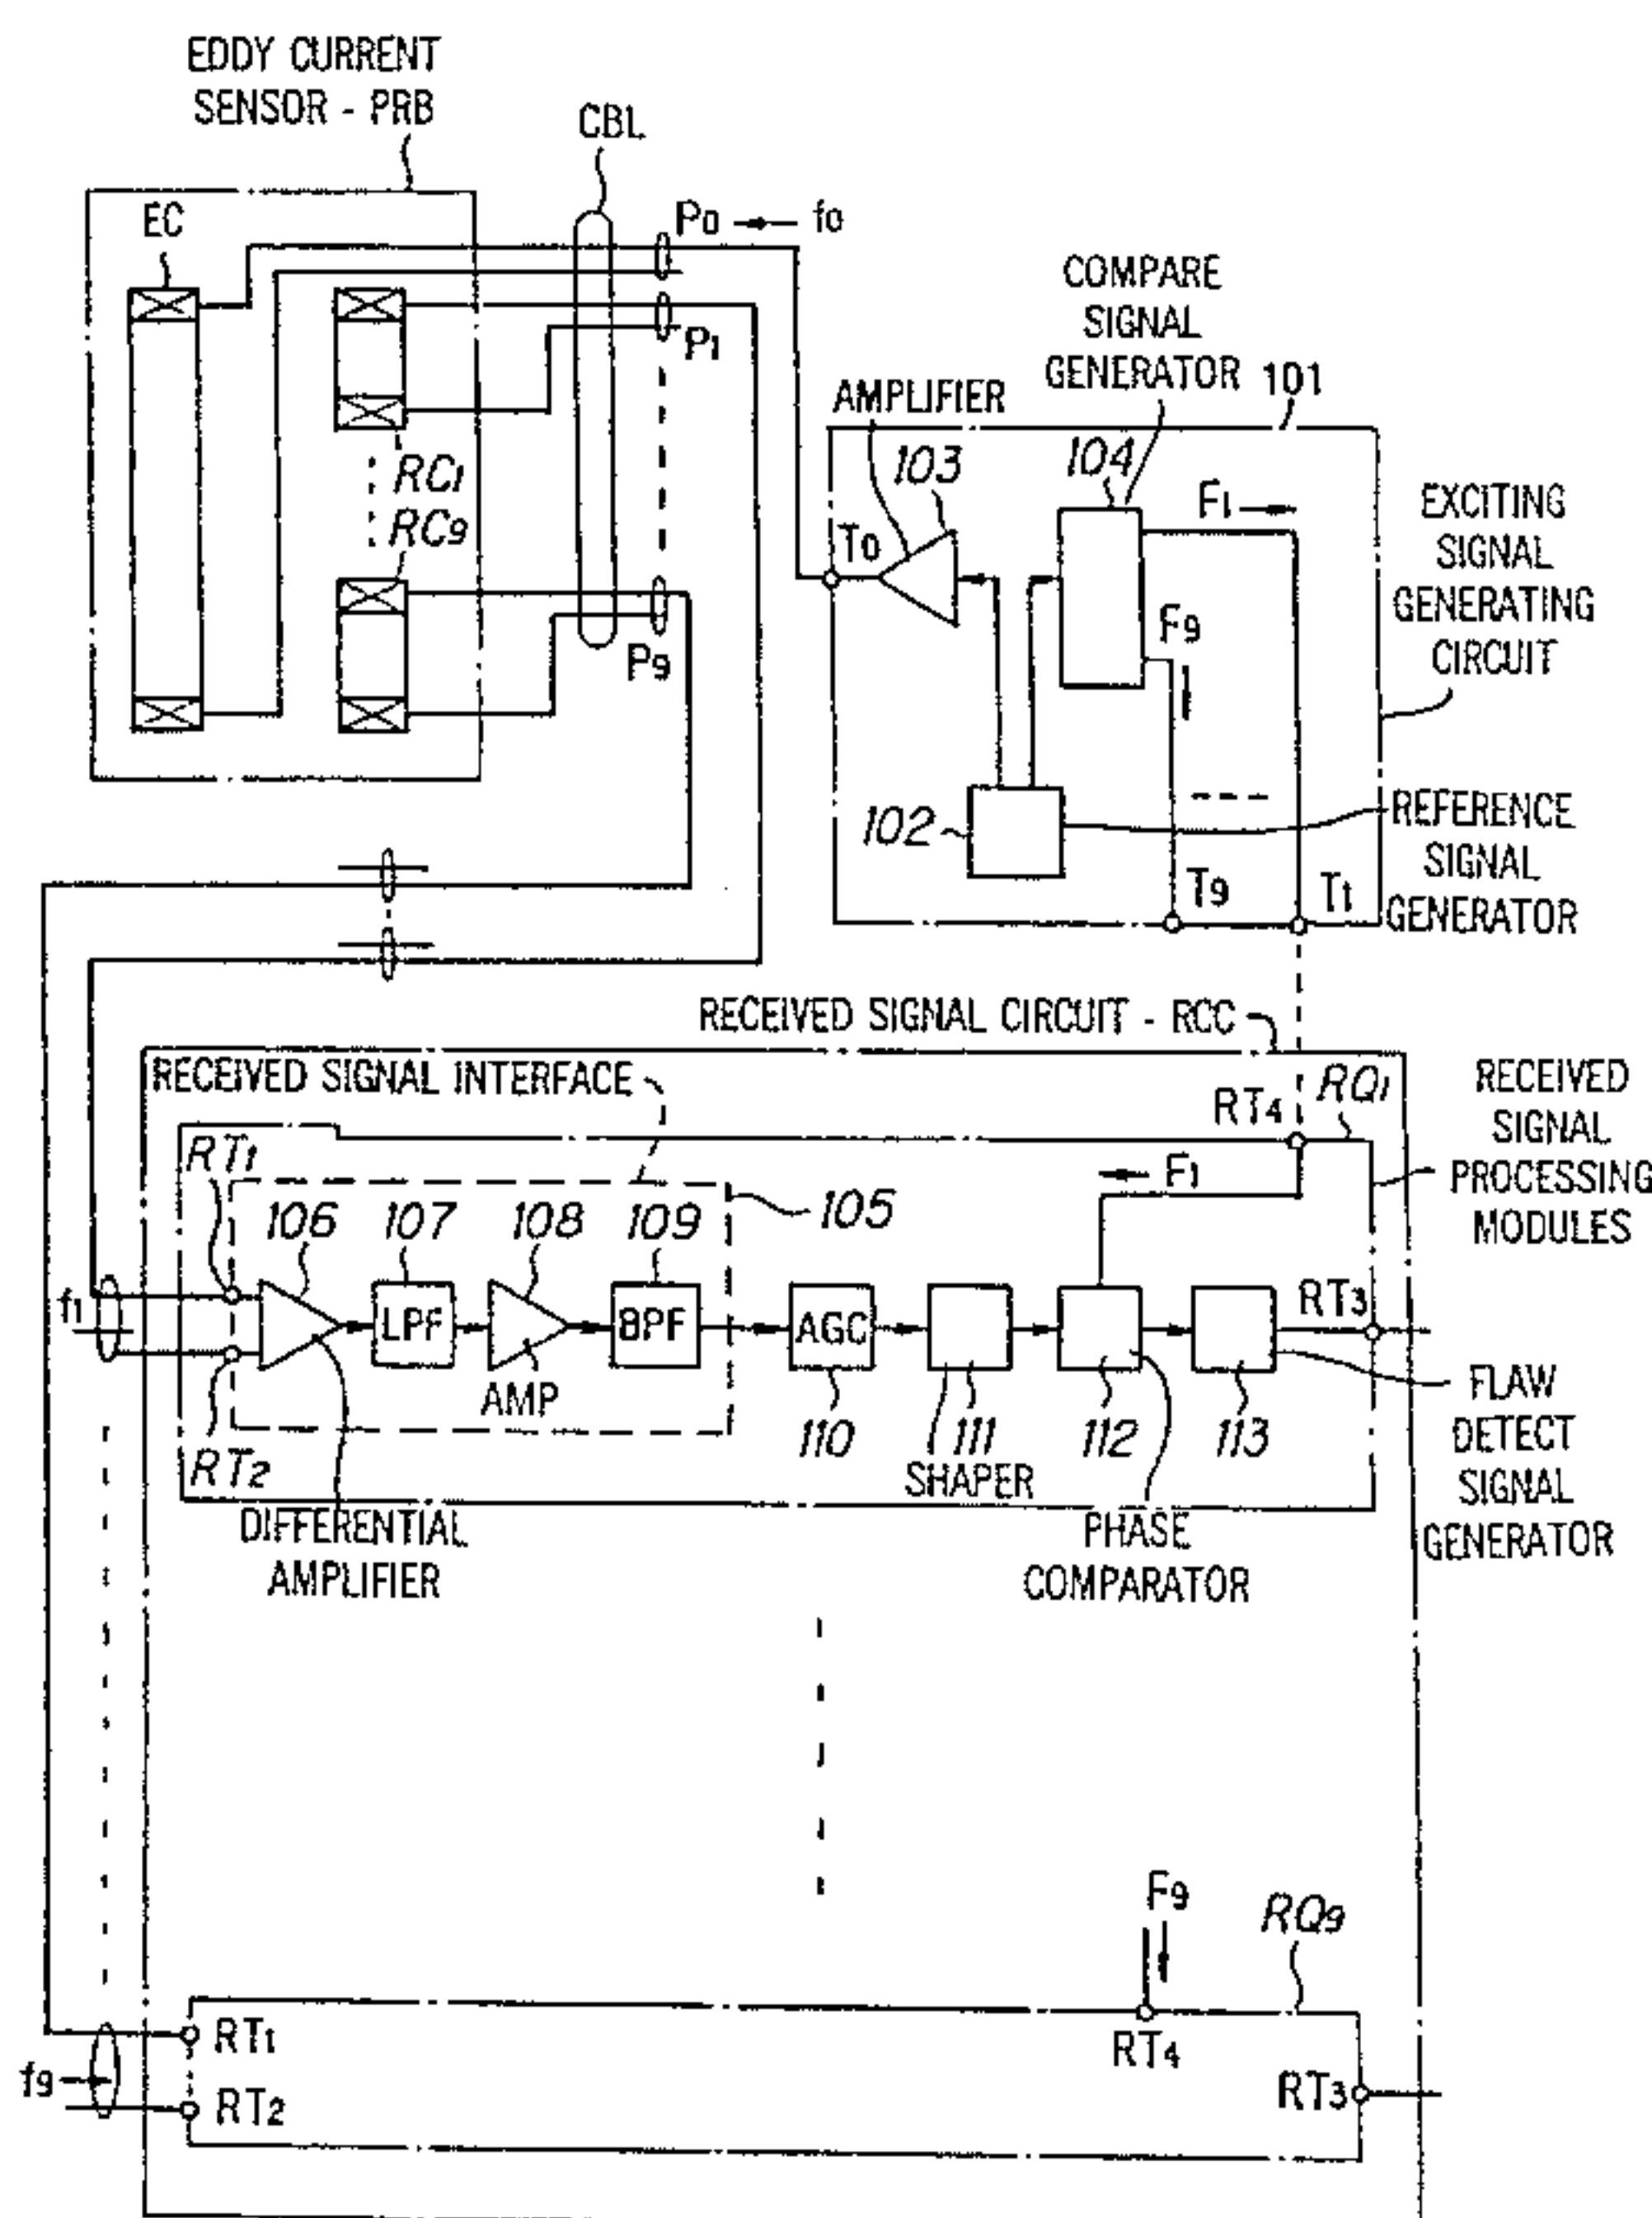 EDDY CURRENT
SENSOR - PRB
CBL
EC
P0
f0
P1
RC1
RC9
P9
COMPARE
SIGNAL
GENERATOR
101
AMPLIFIER
103
104
T0
F1
F9
EXCITING
SIGNAL
GENERATING
CIRCUIT
102
T9
T1
REFERENCE
SIGNAL
GENERATOR
RECEIVED SIGNAL CIRCUIT - RCC
RECEIVED SIGNAL INTERFACE
RT4
RQ1
RECEIVED
SIGNAL
PROCESSING
MODULES
RT1
F1
105
106
107
108
109
f1
LPF
BPF
AGC
RT3
AMP
RT2
110
111
112
113
SHAPER
FLAW
DETECT
SIGNAL
GENERATOR
DIFFERENTIAL
AMPLIFIER
PHASE
COMPARATOR
F9
RQ9
RT1
RT4
f9
RT2
RT3